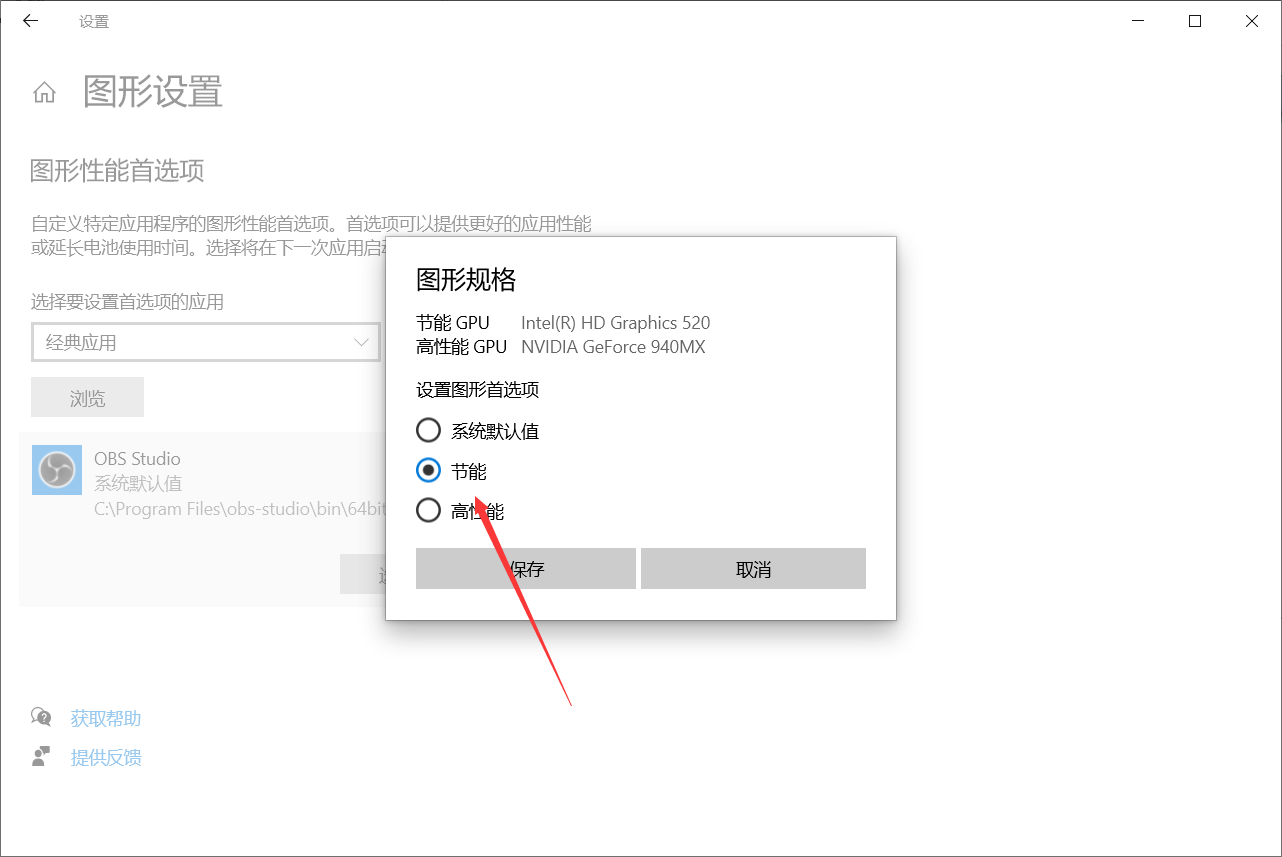 设置
图形设置
图形性能首选项
自定义特定应用程序的图形性能首选项。首选项可以提供更好的应用性能
或延长电池使用时间。选择将在下一次应用启
选择要设置首选项的应用
经典应用
浏览
OBS Studio
系统默认值
C:\Program Files\obs-studio\bin\64bit
图形规格
节能 GPU Intel(R) HD Graphics 520
高性能 GPU NVIDIA GeForce 940MX
设置图形首选项
系统默认值
节能
高性能
保存 取消
获取帮助
提供反馈